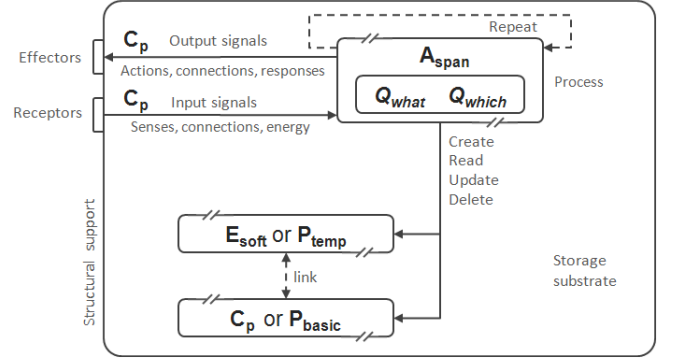 Repeat
Cp Output signals
Effectors
Actions, connections, responses
Aspan
Process
Cp Input signals
Qwhat Qwhich
Receptors
Senses, connections, energy
Create
Read
Update
Delete
Structural support
Esoft or Ptemp
link
Storage
substrate
Cp or Pbasic